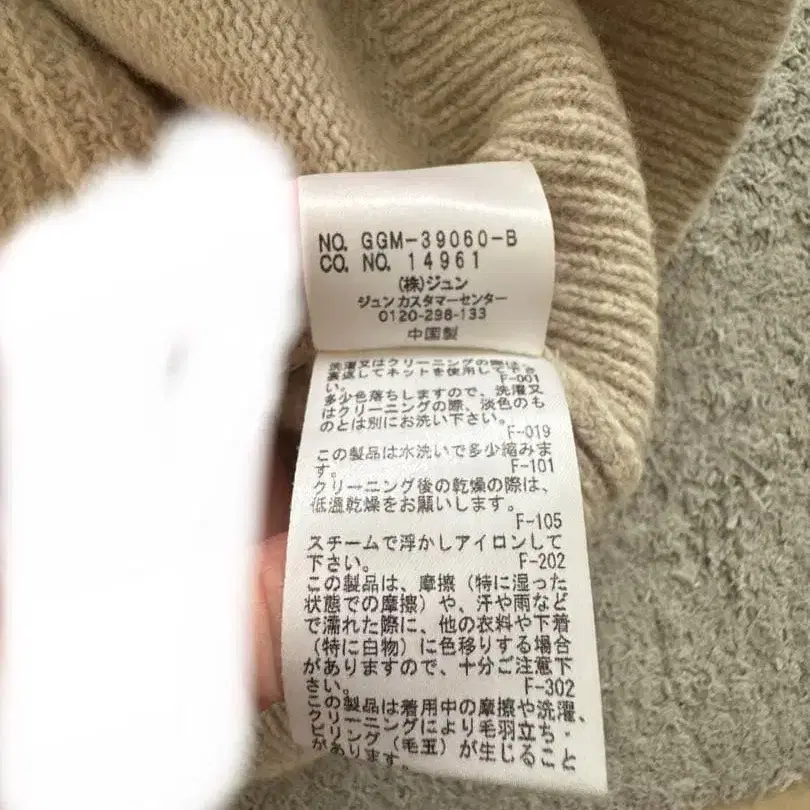 NO. GGM-39060-B
CO. NO. 14961
(株)ジュン
ジュン カスタマーセンター
0120-298-133
中国製
洗濯又はクリーニングの際は
裏返してネットを使用して下さ
い。 F-001
多少色落ちしますので、洗濯又
はクリーニングの際、淡色のも
のとは別にお洗い下さい。
F-019
この製品は水洗いで多少縮みま
す。 F-101
クリーニング後の乾燥の際は、
低温乾燥をお願いします。
F-105
スチームで浮かしアイロンして
下さい。 F-202
この製品は、摩擦（特に湿った
状態での摩擦）や、汗や雨など
で濡れた際に、他の衣料や下着
（特に白物）に色移りする場合
がありますので、十分ご注意下
さい。 F-302
この製品は着用中の摩擦や洗濯、
クリーニングにより毛羽立ち・
ピリング（毛玉）が生じること
があります。